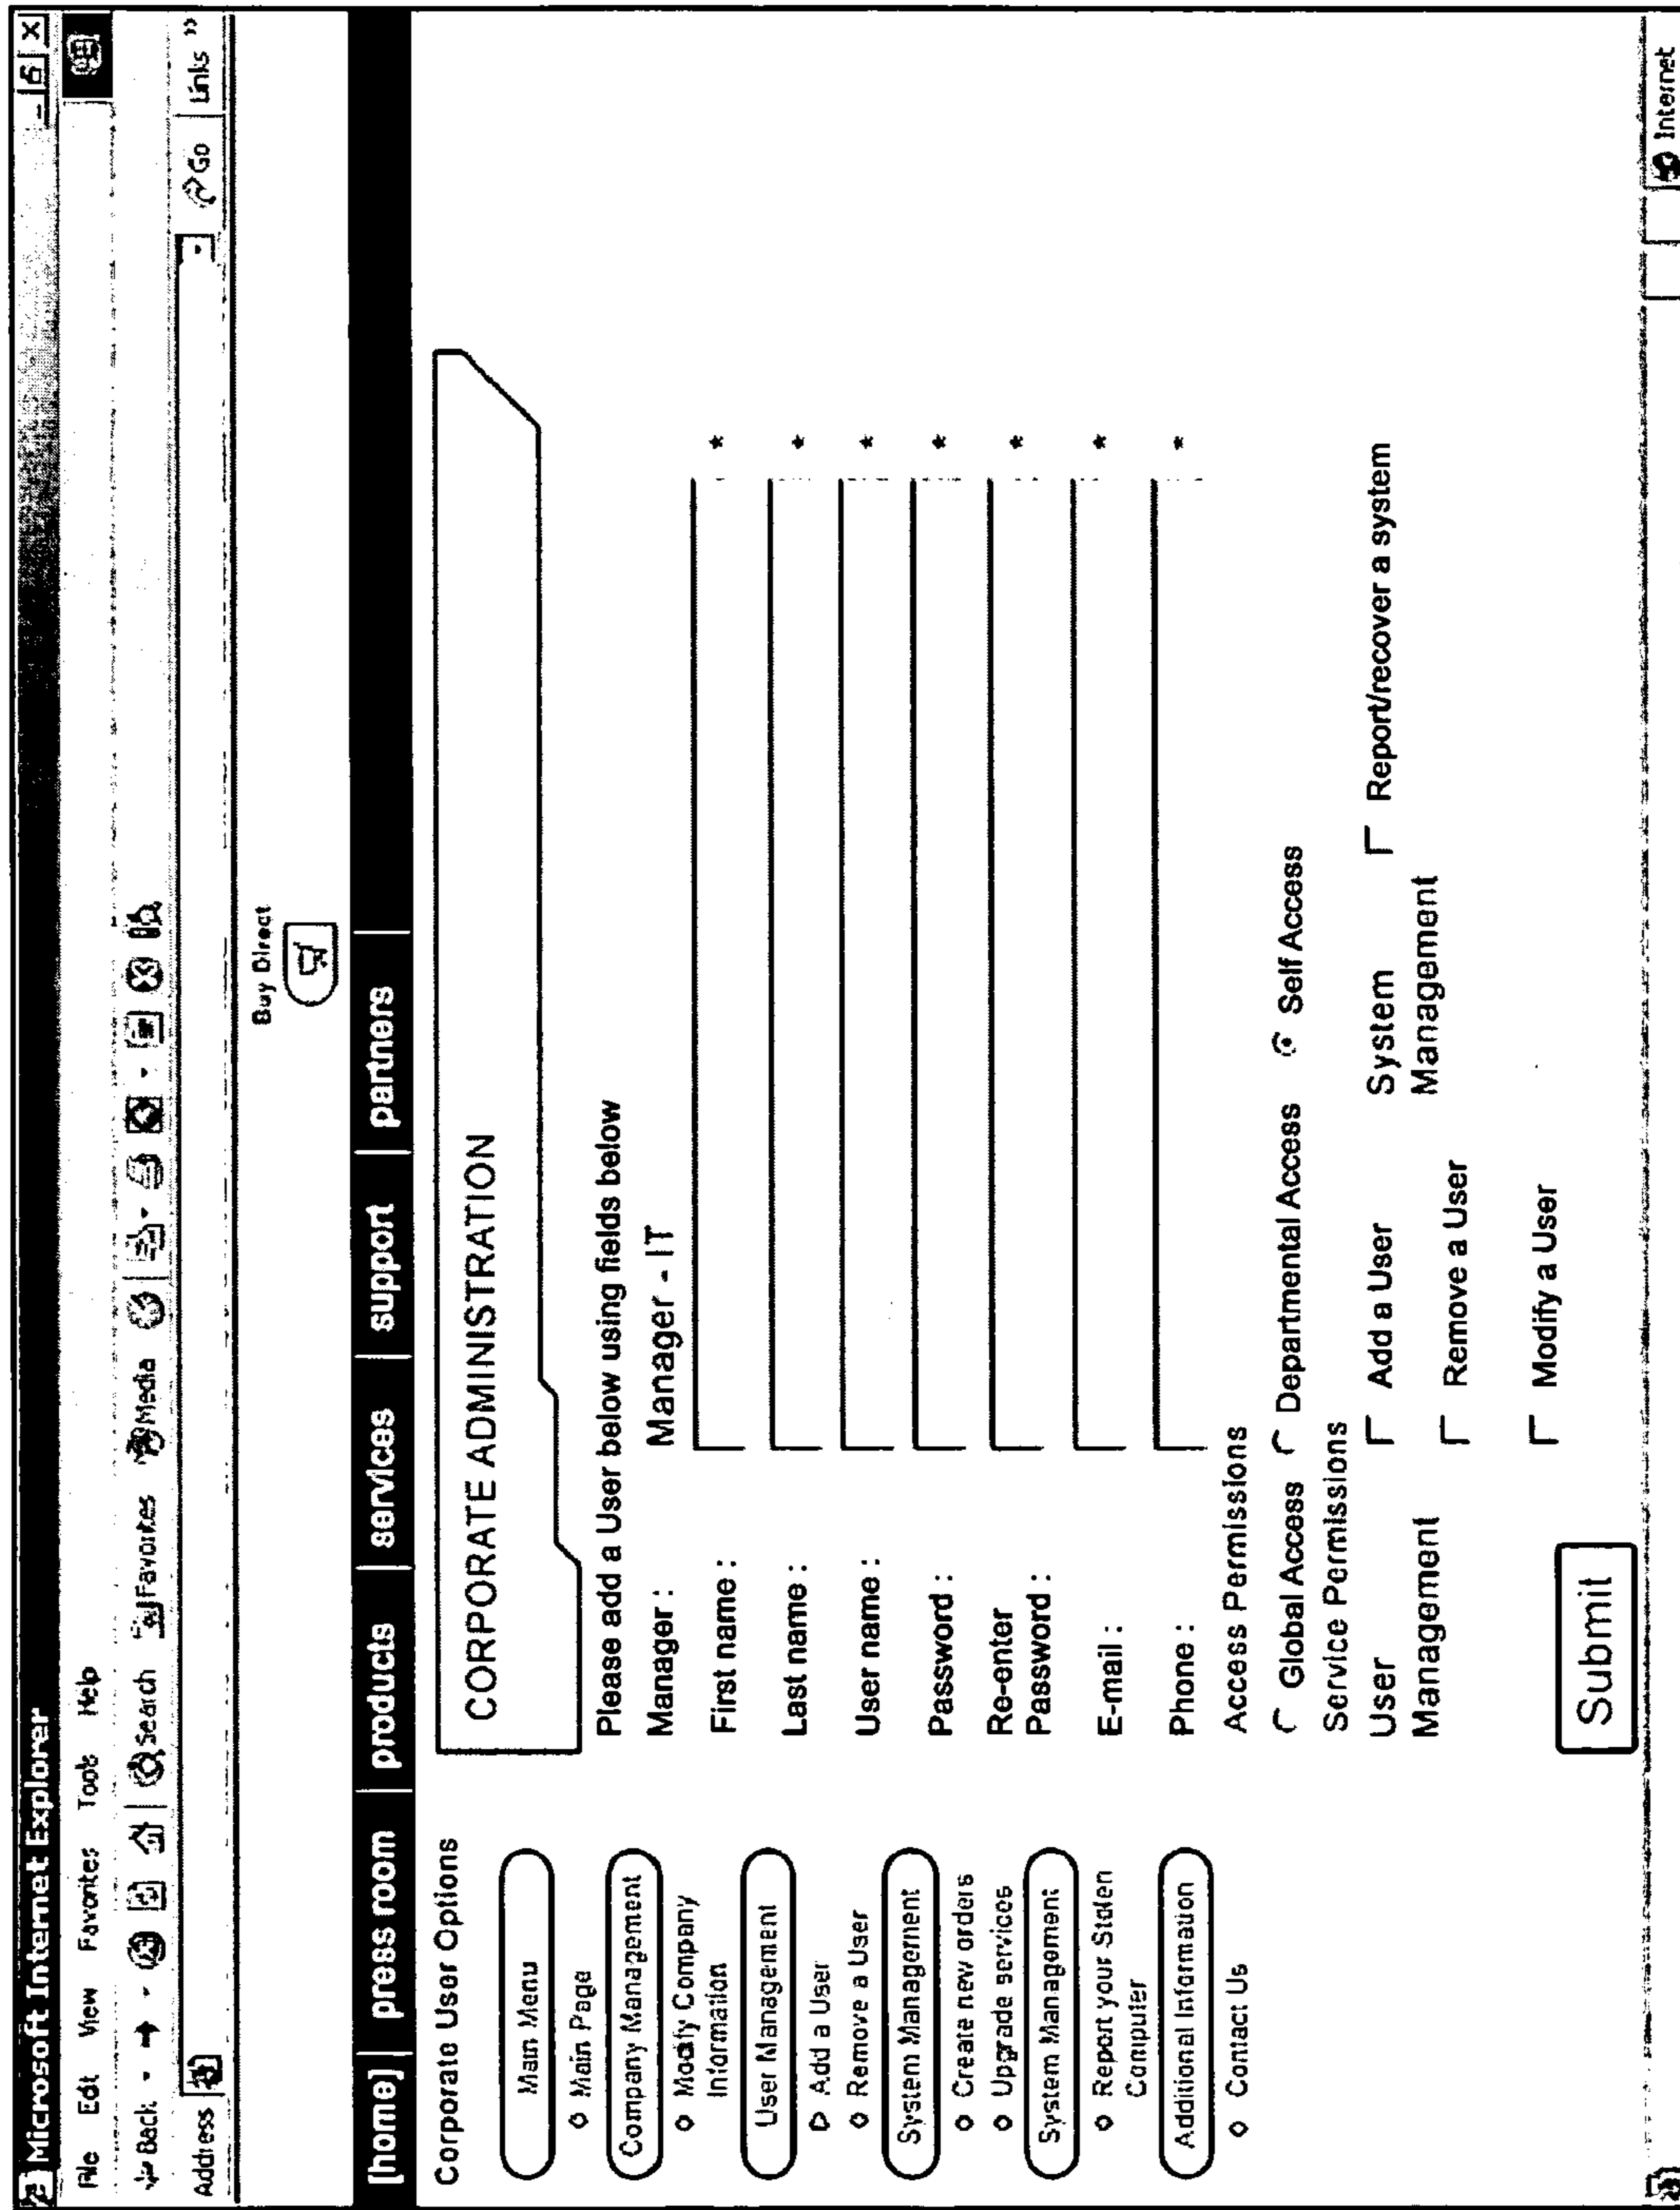 Microsoft Internet Explorer
File Edit View Favorites Tools Help
Back Search Favorites Media
Address Go Links »
Buy Direct
[home] press room products services support partners
Corporate User Options
Main Menu
Main Page
Company Management
Modify Company
Information
User Management
Add a User
Remove a User
System Management
Create new orders
Upgrade services
System Management
Report your Stolen
Computer
Additional Information
Contact Us
CORPORATE ADMINISTRATION
Please add a User below using fields below
Manager : Manager - IT
First name : *
Last name : *
User name : *
Password : *
Re-enter
Password : *
E-mail : *
Phone : *
Access Permissions
Global Access Departmental Access Self Access
Service Permissions
User Add a User System Report/recover a system
Management Management
Remove a User
Modify a User
Submit
Internet